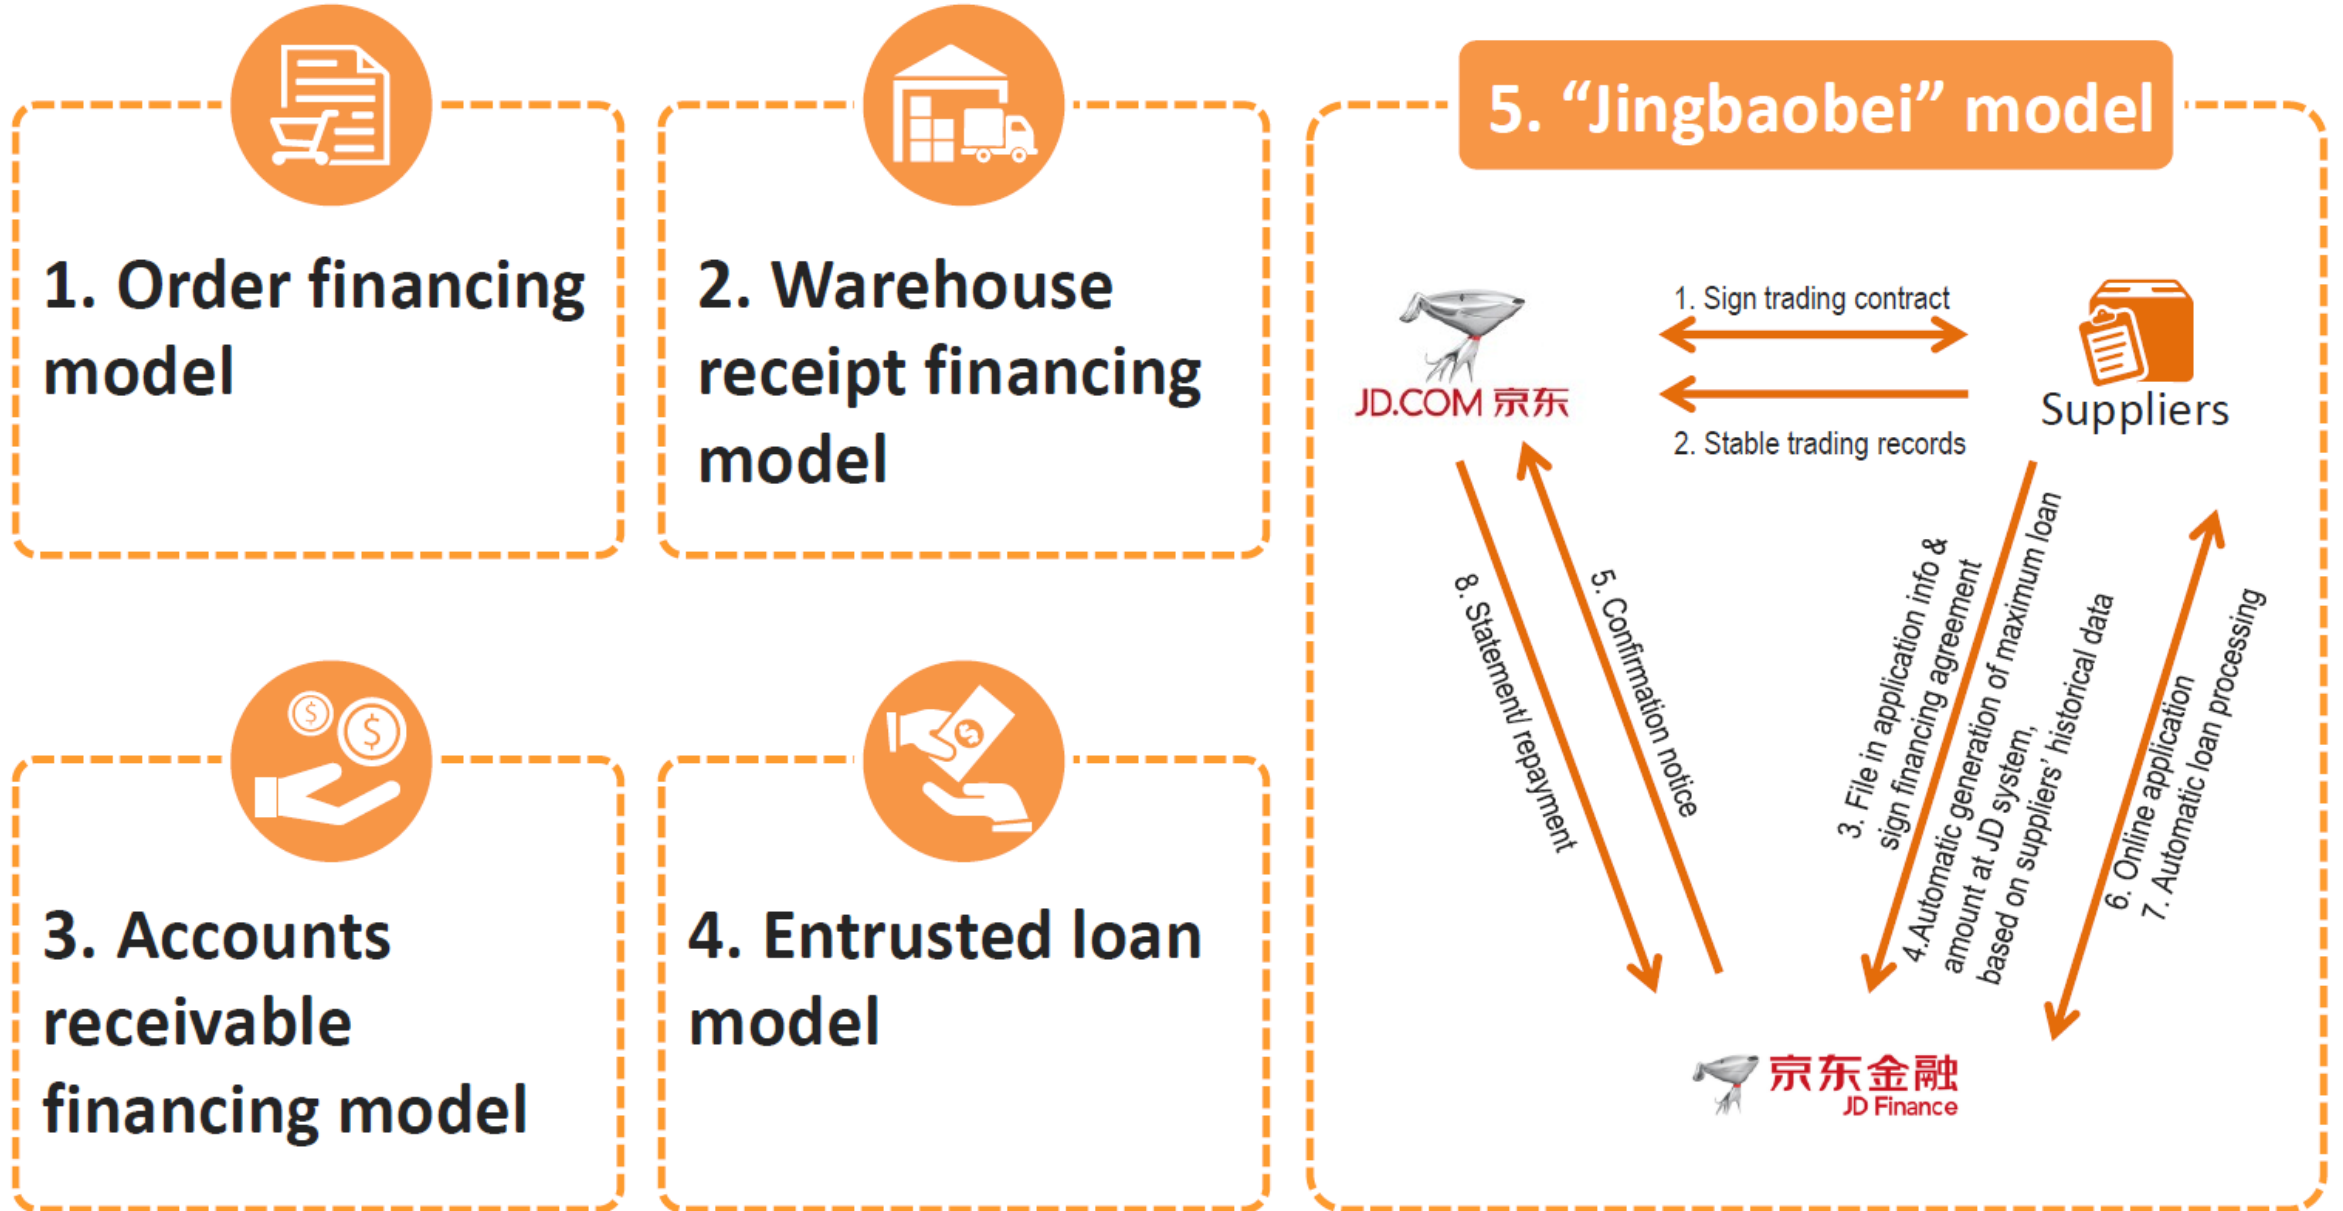 1. Order financing
model
2. Warehouse
receipt financing
model
3. Accounts
receivable
financing model
4. Entrusted loan
model
5. “Jingbaobei” model
JD.COM 京东
1. Sign trading contract
2. Stable trading records
Suppliers
3. File in application info &
sign financing agreement
4.Automatic generation of maximum loan
amount at JD system,
based on suppliers’ historical data
5. Confirmation notice
6. Online application
7. Automatic loan processing
8. Statement/ repayment
京东金融
JD Finance